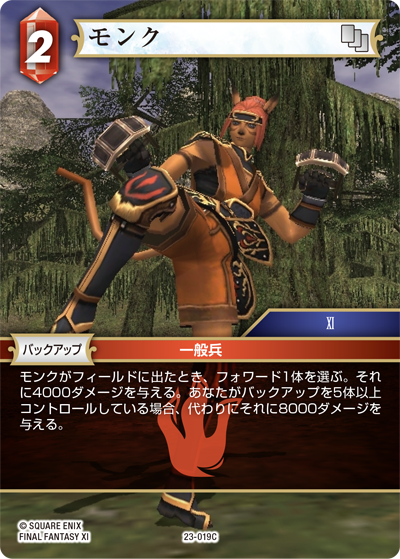 2
モンク
XI
バックアップ
一般兵
モンクがフィールドに出たとき、フォワード1体を選ぶ。それ
に4000ダメージを与える。あなたがバックアップを5体以上
コントロールしている場合、代わりにそれに8000ダメージを
与える。
© SQUARE ENIX
FINAL FANTASY XI
23-019C